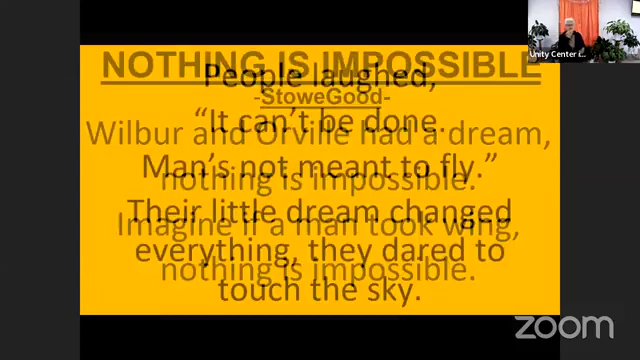 NOTHING IS IMPOSSIBLE
-StoweGood-
Wilbur and Orville had a dream,
nothing is impossible.
Imagine if a man took wing,
nothing is impossible.
People laughed,
“It can’t be done.
Man’s not meant to fly.”
Their little dream changed
everything, they dared to
touch the sky.
Unity Center i...
zoom